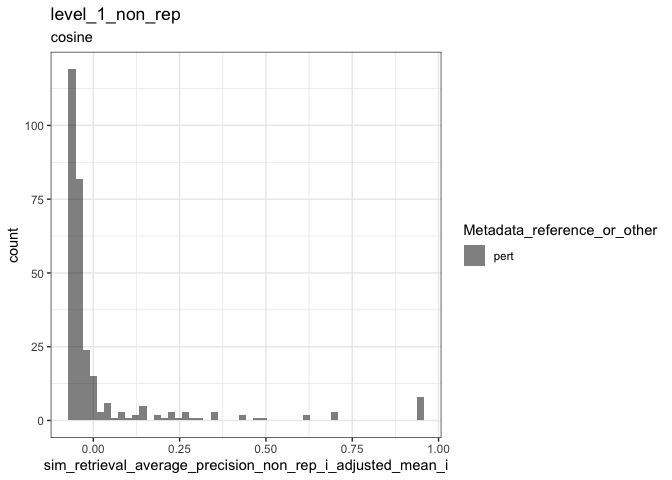 level_1_non_rep
cosine
count
100
75
50
25
0
0.00 0.25 0.50 0.75 1.00
sim_retrieval_average_precision_non_rep_i_adjusted_mean_i
Metadata_reference_or_other
pert